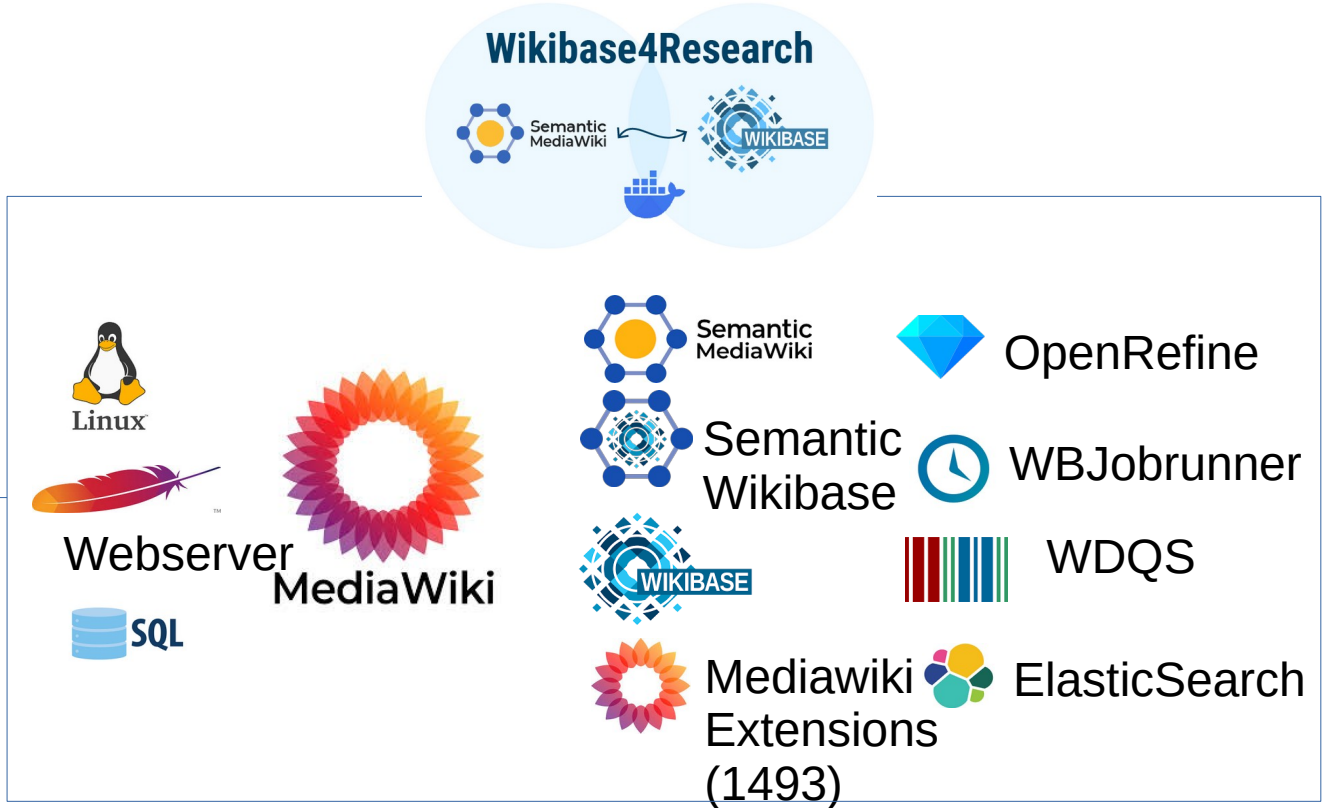 Wikibase4Research
Semantic
MediaWiki
WIKIBASE
Linux
™
Webserver
SQL
MediaWiki
Semantic
MediaWiki
Semantic
Wikibase
WIKIBASE
Mediawiki
Extensions
(1493)
OpenRefine
WBJobrunner
WDQS
ElasticSearch